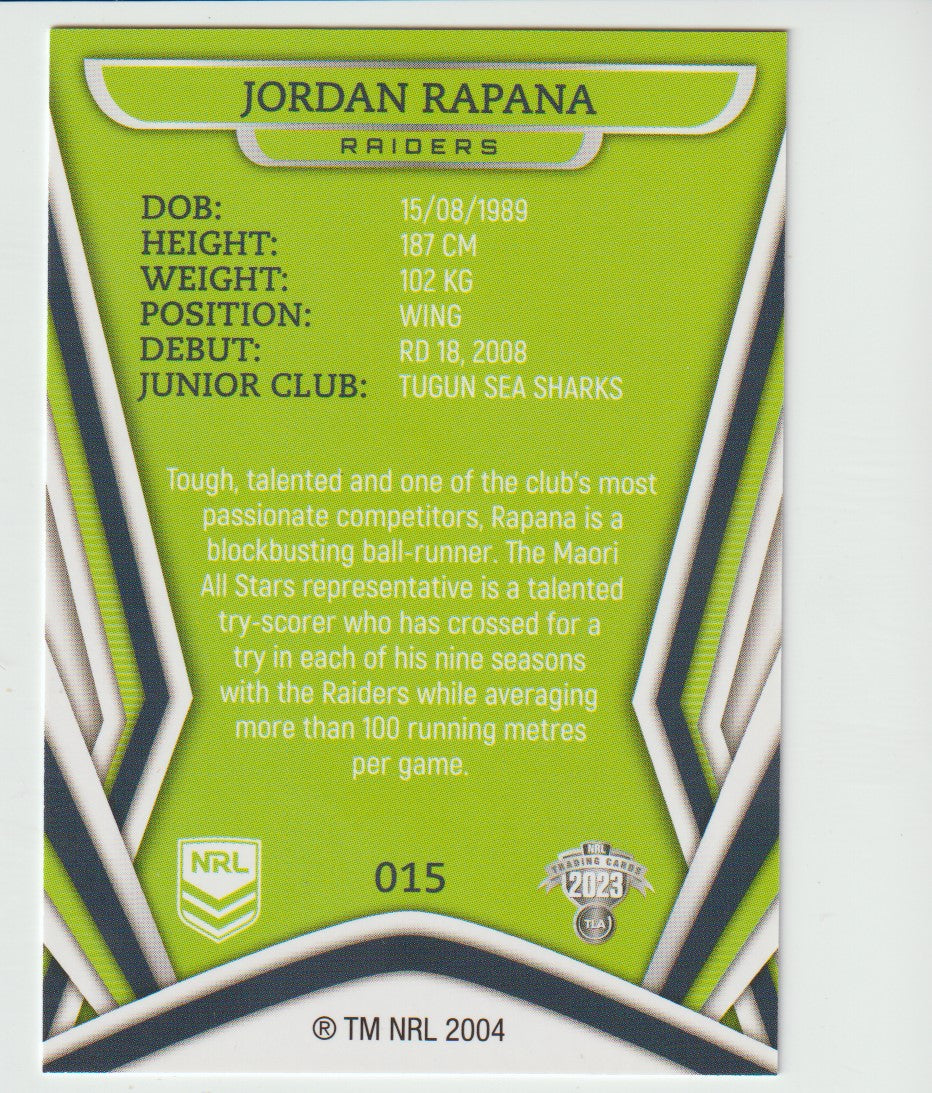 JORDAN RAPANA
RAIDERS
DOB: 15/08/1989
HEIGHT: 187 CM
WEIGHT: 102 KG
POSITION: WING
DEBUT: RD 18, 2008
JUNIOR CLUB: TUGUN SEA SHARKS
Tough, talented and one of the club's most
passionate competitors, Rapana is a
blockbusting ball-runner. The Maori
All Stars representative is a talented
try-scorer who has crossed for a
try in each of his nine seasons
with the Raiders while averaging
more than 100 running metres
per game.
NRL
015
NRL
TRADING CARDS
2023
TLA
® TM NRL 2004